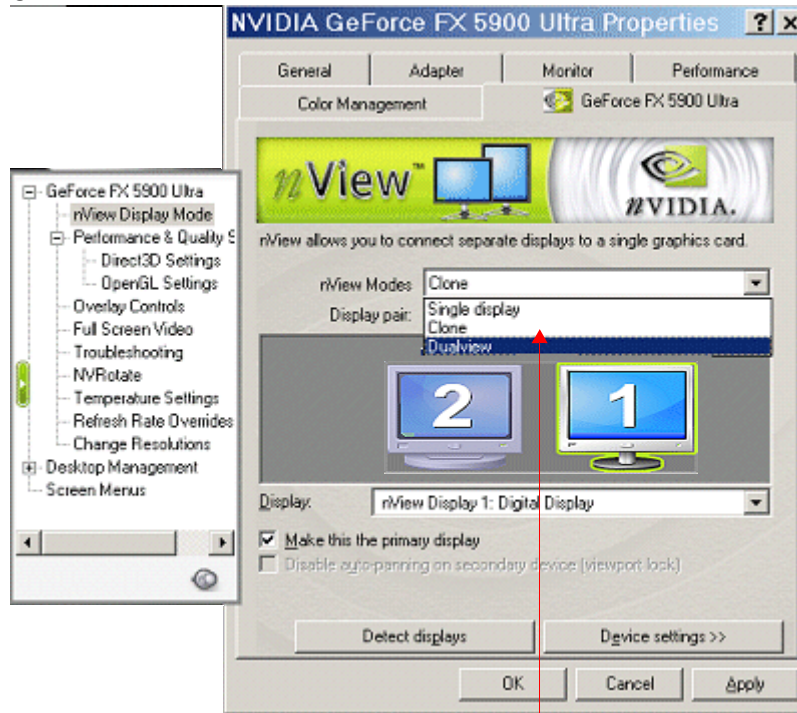 NVIDIA GeForce FX 5900 Ultra Properties
General Adapter Monitor Performance
Color Management GeForce FX 5900 Ultra
nView™
nVIDIA.
nView allows you to connect separate displays to a single graphics card.
nView Modes Clone
Display pair: Single display
Clone
Dualview
2 1
Display: nView Display 1: Digital Display
Make this the primary display
Disable auto-panning on secondary device (viewport lock)
Detect displays Device settings >>
OK Cancel Apply
GeForce FX 5900 Ultra
nView Display Mode
Performance & Quality S
Direct3D Settings
OpenGL Settings
Overlay Controls
Full Screen Video
Troubleshooting
NVRotate
Temperature Settings
Refresh Rate Overrides
Change Resolutions
Desktop Management
Screen Menus